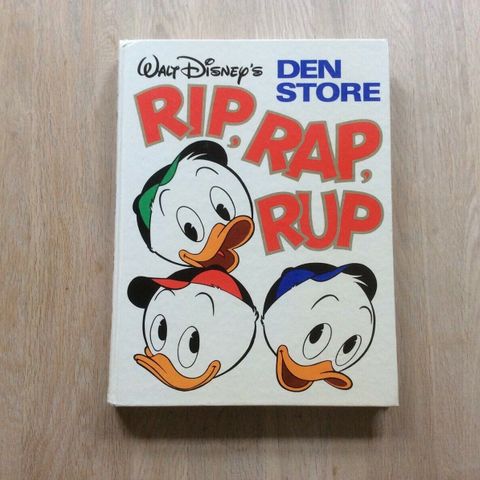 WALT DISNEY'S DEN
STORE
RIP,
RAP,
RUP